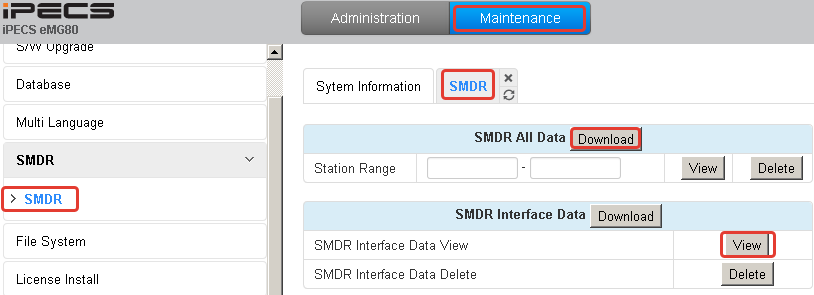 iPECS
iPECS eMG80
Administration
Maintenance
S/W Upgrade
Database
Multi Language
SMDR
SMDR
File System
License Install
Sytem Information
SMDR
SMDR All Data Download
Station Range - View Delete
SMDR Interface Data Download
SMDR Interface Data View View
SMDR Interface Data Delete Delete